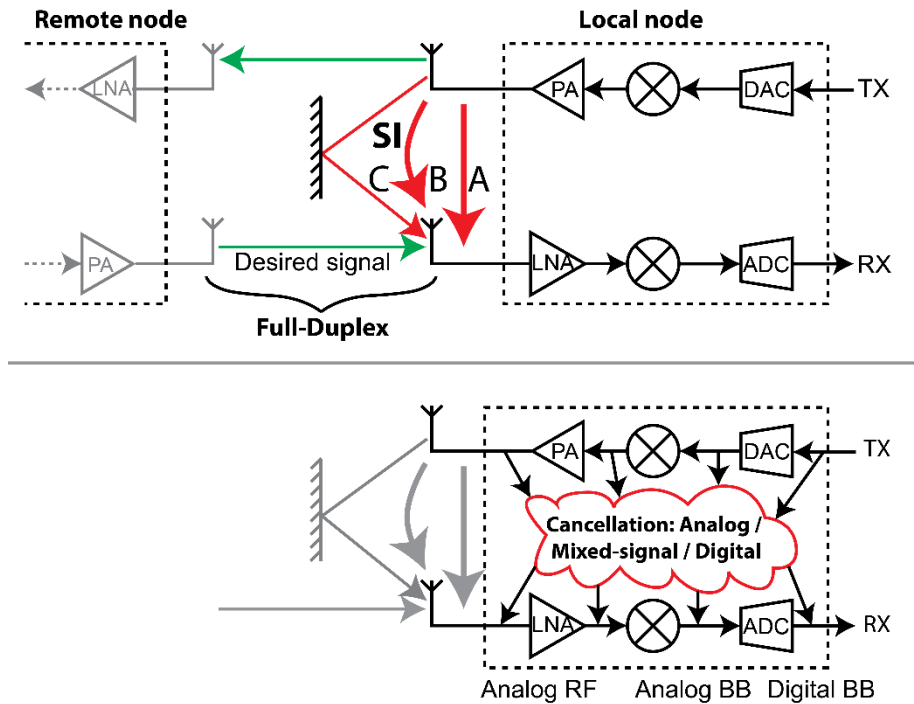 Remote node
Local node
LNA
PA
DAC
TX
SI
C
B
A
PA
Desired signal
LNA
ADC
RX
Full-Duplex
PA
DAC
TX
Cancellation: Analog /
Mixed-signal / Digital
LNA
ADC
RX
Analog RF
Analog BB
Digital BB